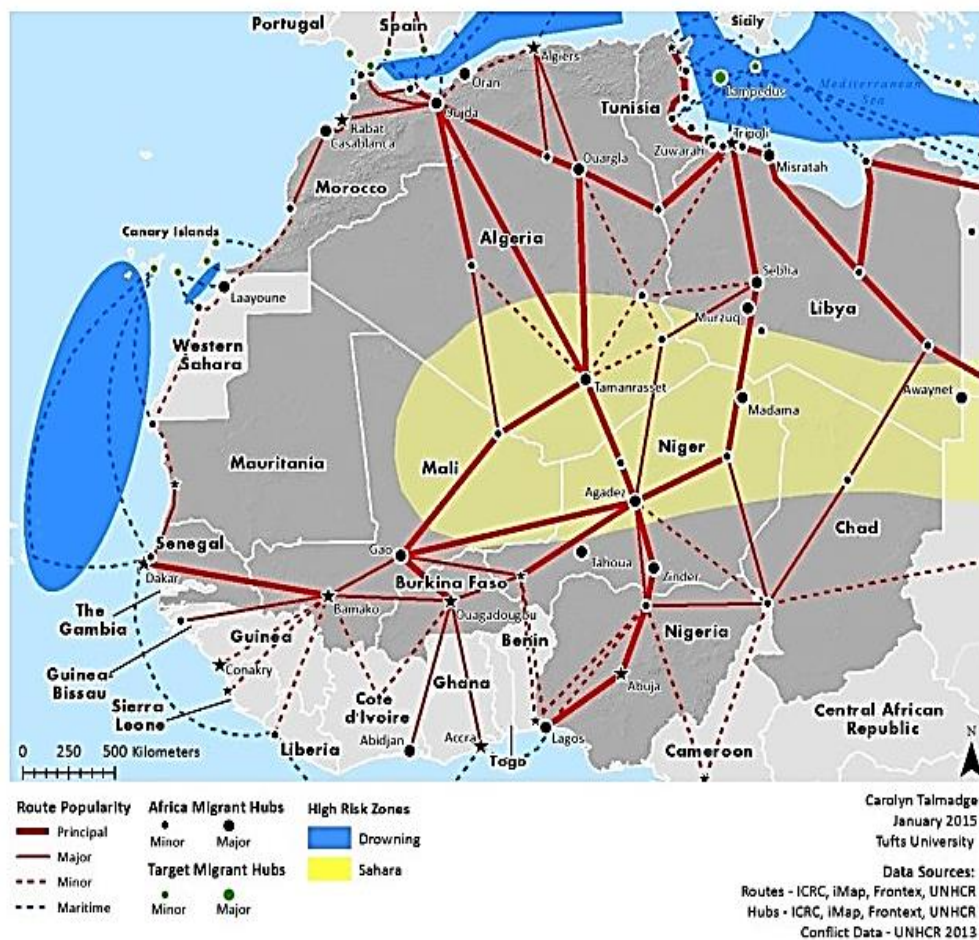 Portugal
Spain
Sicily
Algiers
Oran
Lampedus
Mediterranean
Sea
Oujda
Tunisia
Rabat
Casablanca
Zuwarah
Tripoli
Ouargla
Misratah
Morocco
Canary Islands
Algeria
Sebha
Laayoune
Murzuq
Libya
Western
Sahara
Tamanrasset
Awaynet
Madama
Mauritania
Mali
Niger
Agadez
Chad
Senegal
Gao
Tahoua
Dakar
Burkina Faso
Zinder
Bamako
Ouagadougou
The
Gambia
Guinea
Benin
Nigeria
Conakry
Guinea
Bissau
Ghana
Abuja
Sierra
Leone
Cote
d'Ivoire
Central African
Republic
Liberia
Abidjan
Accra
Togo
Lagos
Cameroon
N
0 250 500 Kilometers
Route Popularity
Principal
Major
Minor
Maritime
Africa Migrant Hubs
Minor Major
Target Migrant Hubs
Minor Major
High Risk Zones
Drowning
Sahara
Carolyn Talmadge
January 2015
Tufts University
Data Sources:
Routes - ICRC, iMap, Frontex, UNHCR
Hubs - ICRC, iMap, Frontext, UNHCR
Conflict Data - UNHCR 2013